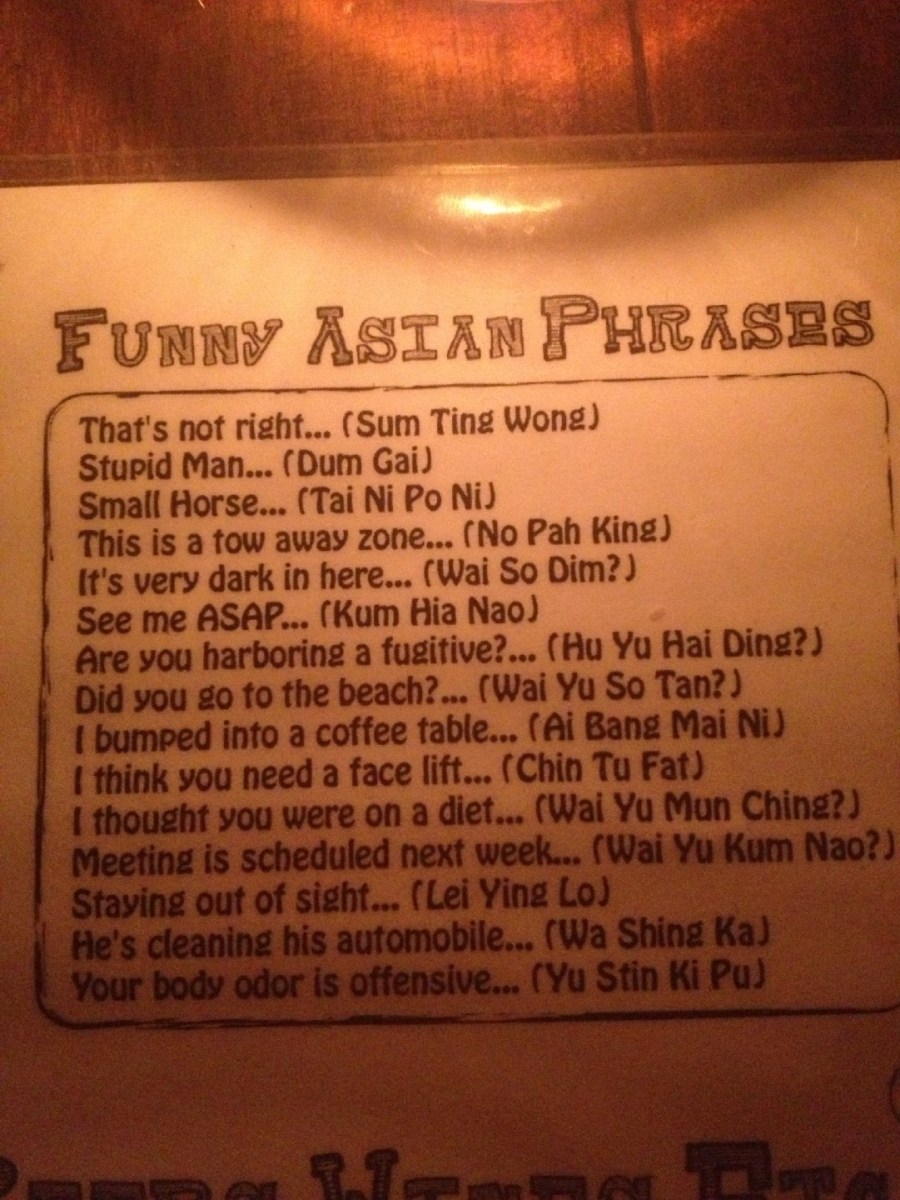 FUNNY ASIAN PHRASES
That's not right... (Sum Ting Wong)
Stupid Man... (Dum Gai)
Small Horse... (Tai Ni Po Ni)
This is a tow away zone... (No Pah King)
It's very dark in here... (Wai So Dim?)
See me ASAP... (Kum Hia Nao)
Are you harboring a fugitive?... (Hu Yu Hai Ding?)
Did you go to the beach?... (Wai Yu So Tan?)
I bumped into a coffee table... (Ai Bang Mai Ni)
I think you need a face lift... (Chin Tu Fat)
I thought you were on a diet... (Wai Yu Mun Ching?)
Meeting is scheduled next week... (Wai Yu Kum Nao?)
Staying out of sight... (Lei Ying Lo)
He's cleaning his automobile... (Wa Shing Ka)
Your body odor is offensive... (Yu Stin Ki Pu)